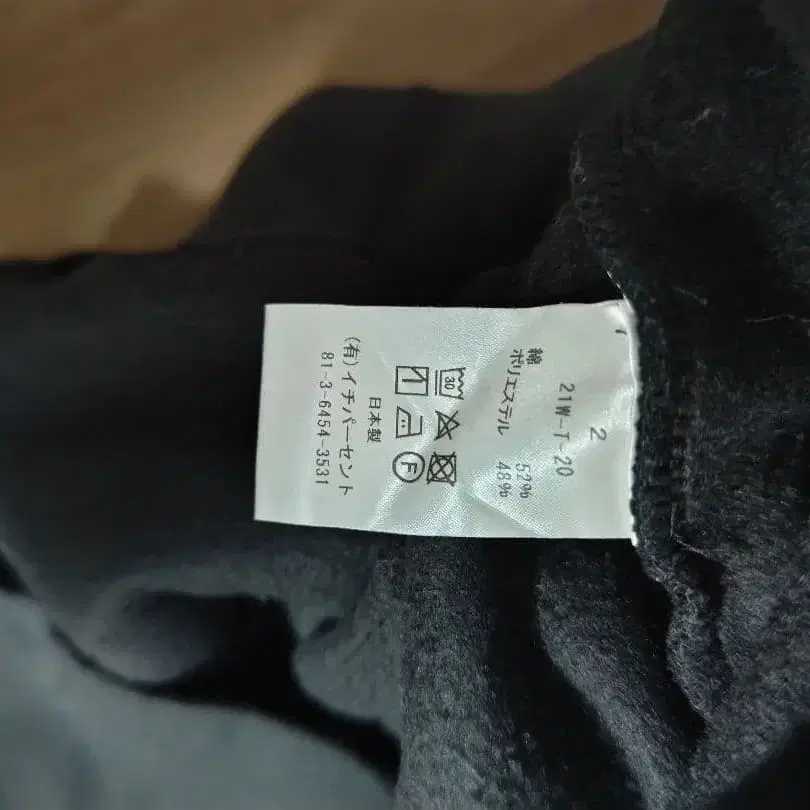 2
21W-T-20
綿 52%
ポリエステル 48%
30
F
日本製
(有)イチパーセント
81-3-6454-3531